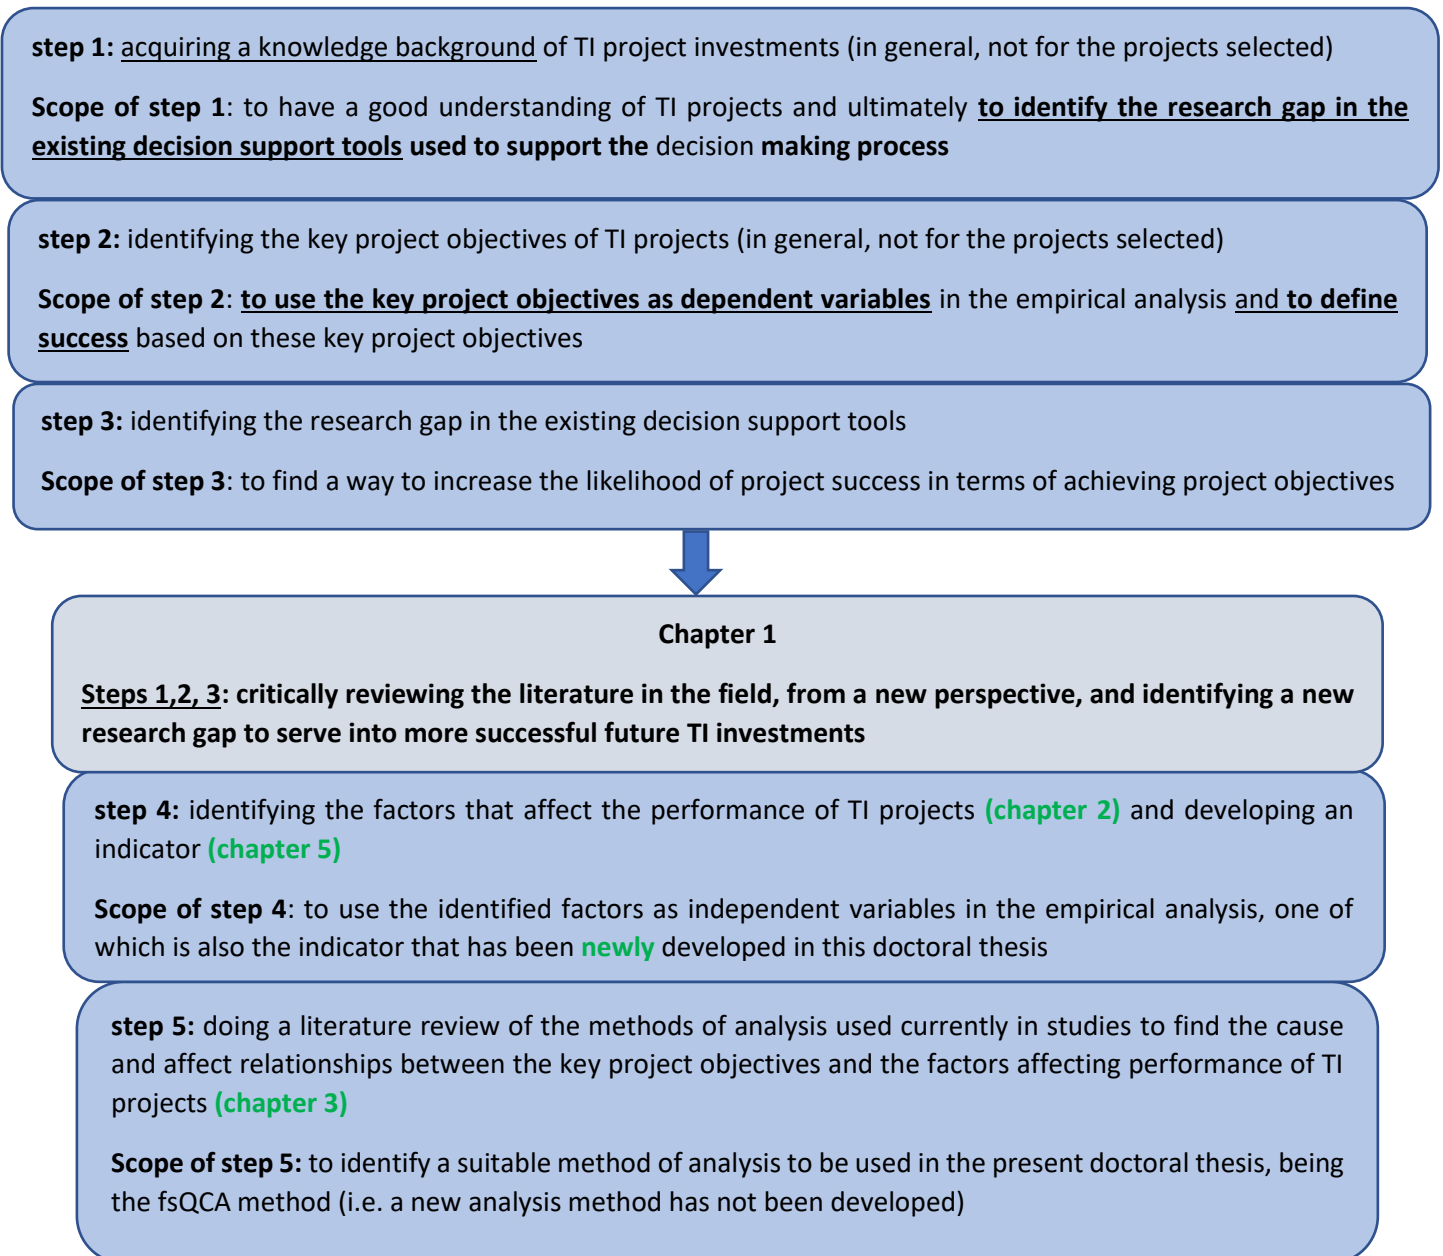 step 1: acquiring a knowledge background of TI project investments (in general, not for the projects selected)
Scope of step 1: to have a good understanding of TI projects and ultimately to identify the research gap in the
existing decision support tools used to support the decision making process
step 2: identifying the key project objectives of TI projects (in general, not for the projects selected)
Scope of step 2: to use the key project objectives as dependent variables in the empirical analysis and to define
success based on these key project objectives
step 3: identifying the research gap in the existing decision support tools
Scope of step 3: to find a way to increase the likelihood of project success in terms of achieving project objectives
Chapter 1
Steps 1,2, 3: critically reviewing the literature in the field, from a new perspective, and identifying a new
research gap to serve into more successful future TI investments
step 4: identifying the factors that affect the performance of TI projects (chapter 2) and developing an
indicator (chapter 5)
Scope of step 4: to use the identified factors as independent variables in the empirical analysis, one of
which is also the indicator that has been newly developed in this doctoral thesis
step 5: doing a literature review of the methods of analysis used currently in studies to find the cause
and affect relationships between the key project objectives and the factors affecting performance of TI
projects (chapter 3)
Scope of step 5: to identify a suitable method of analysis to be used in the present doctoral thesis, being
the fsQCA method (i.e. a new analysis method has not been developed)